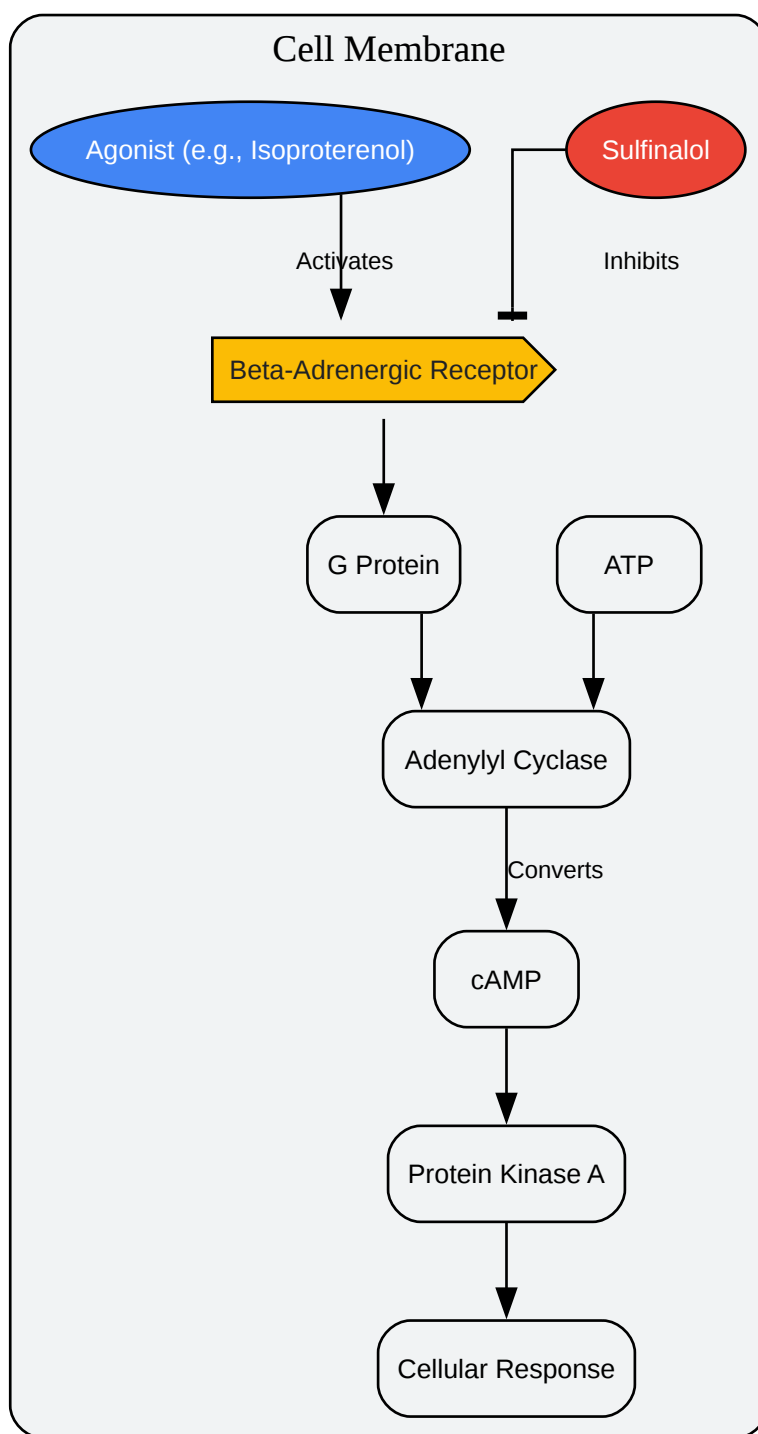 Cell Membrane
Agonist (e.g., Isoproterenol)
Sulfinalol
Activates
Inhibits
Beta-Adrenergic Receptor
G Protein
ATP
Adenylyl Cyclase
Converts
cAMP
Protein Kinase A
Cellular Response